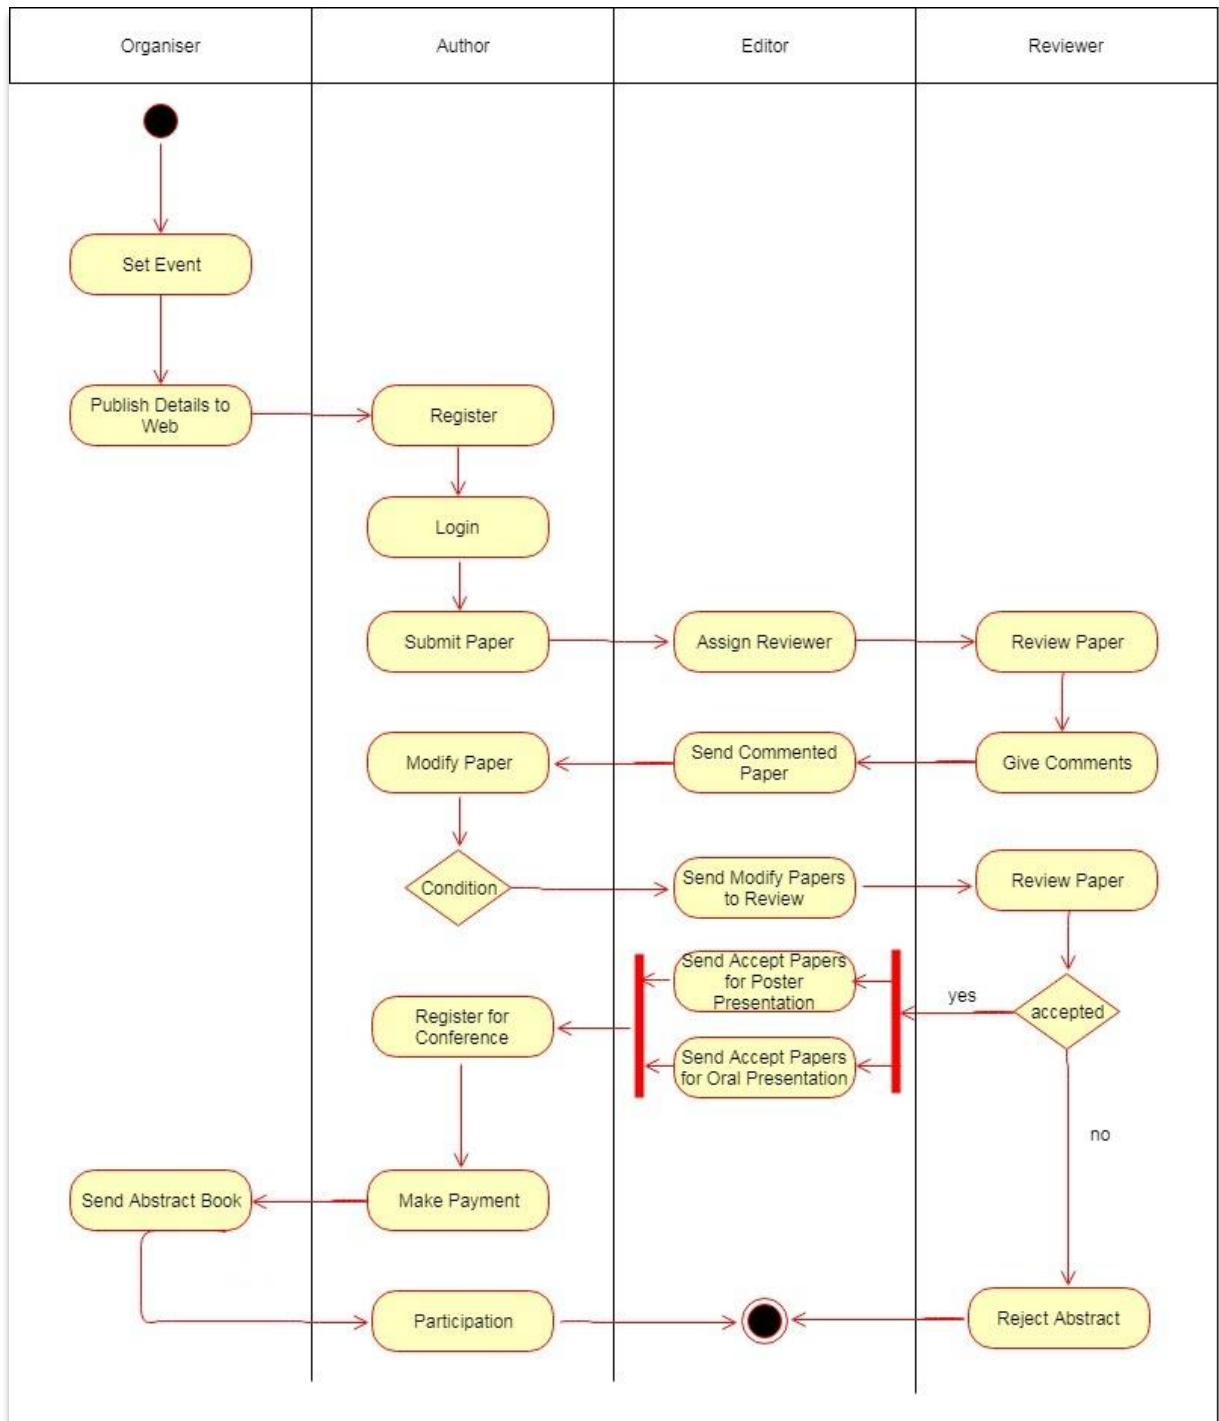 Organiser
Author
Editor
Reviewer
Set Event
Publish Details to
Web
Register
Login
Submit Paper
Assign Reviewer
Review Paper
Modify Paper
Send Commented
Paper
Give Comments
Condition
Send Modify Papers
to Review
Review Paper
Send Accept Papers
for Poster
Presentation
yes
accepted
Register for
Conference
Send Accept Papers
for Oral Presentation
no
Send Abstract Book
Make Payment
Participation
Reject Abstract